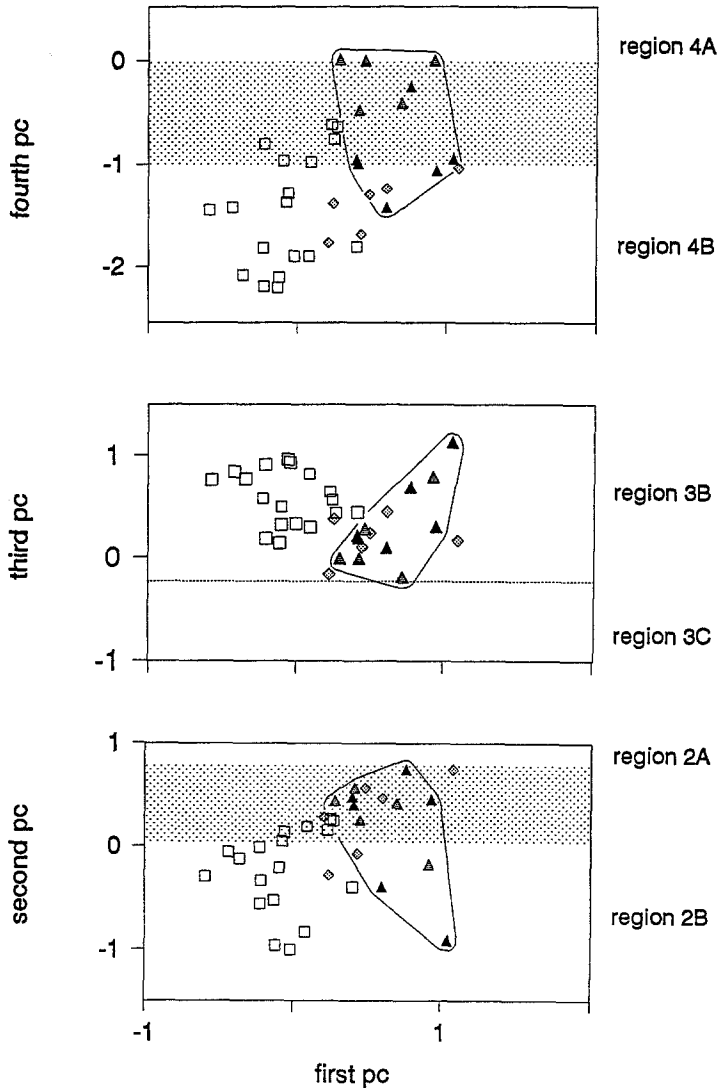 region 4A
0
-1
-2
fourth pc
region 4B
1
0
-1
third pc
region 3B
region 3C
1
0
-1
second pc
region 2A
region 2B
-1
1
first pc